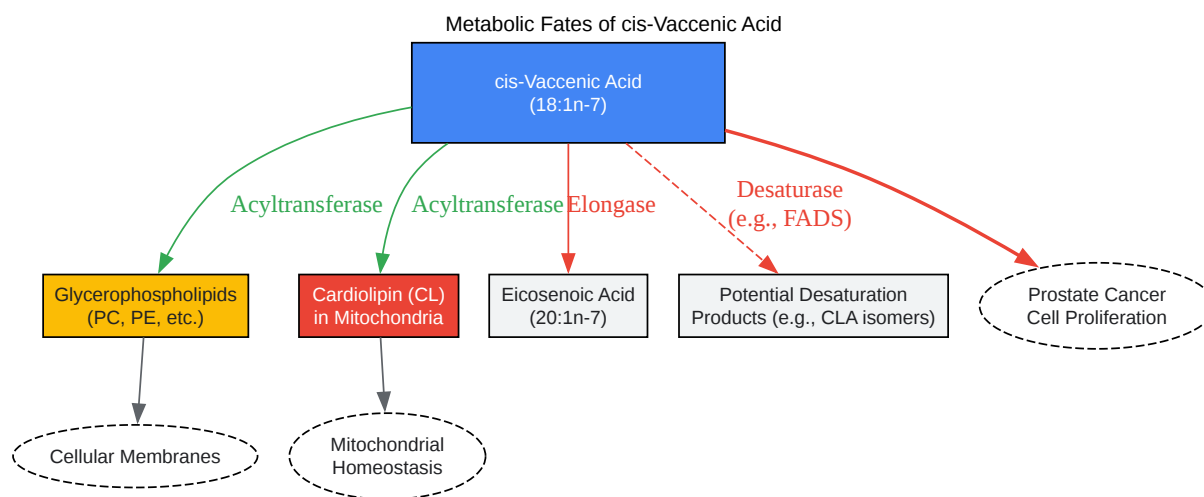 Metabolic Fates of cis-Vaccenic Acid
cis-Vaccenic Acid
(18:1n-7)
Acyltransferase
Acyltransferase
Elongase
Desaturase
(e.g., FADS)
Glycerophospholipids
(PC, PE, etc.)
Cardiolipin (CL)
in Mitochondria
Eicosenoic Acid
(20:1n-7)
Potential Desaturation
Products (e.g., CLA isomers)
Prostate Cancer
Cell Proliferation
Cellular Membranes
Mitochondrial
Homeostasis